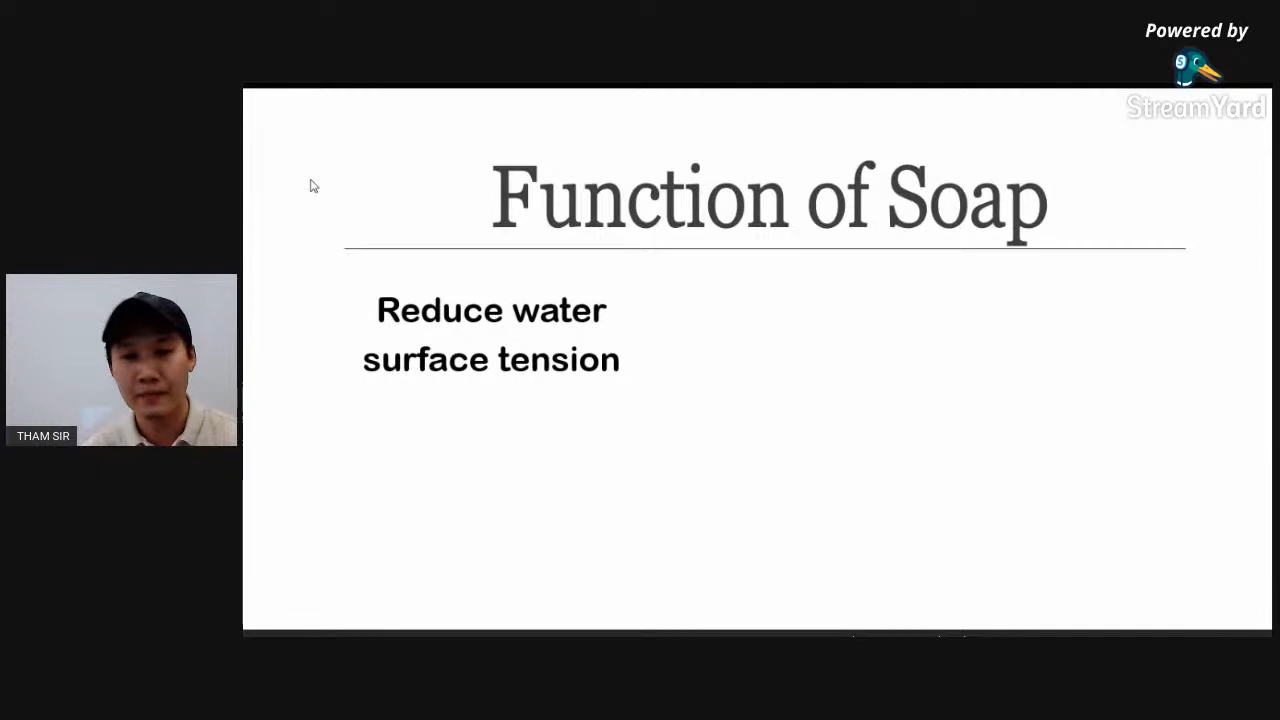 Powered by
StreamYard
Function of Soap
Reduce water
surface tension
THAM SIR